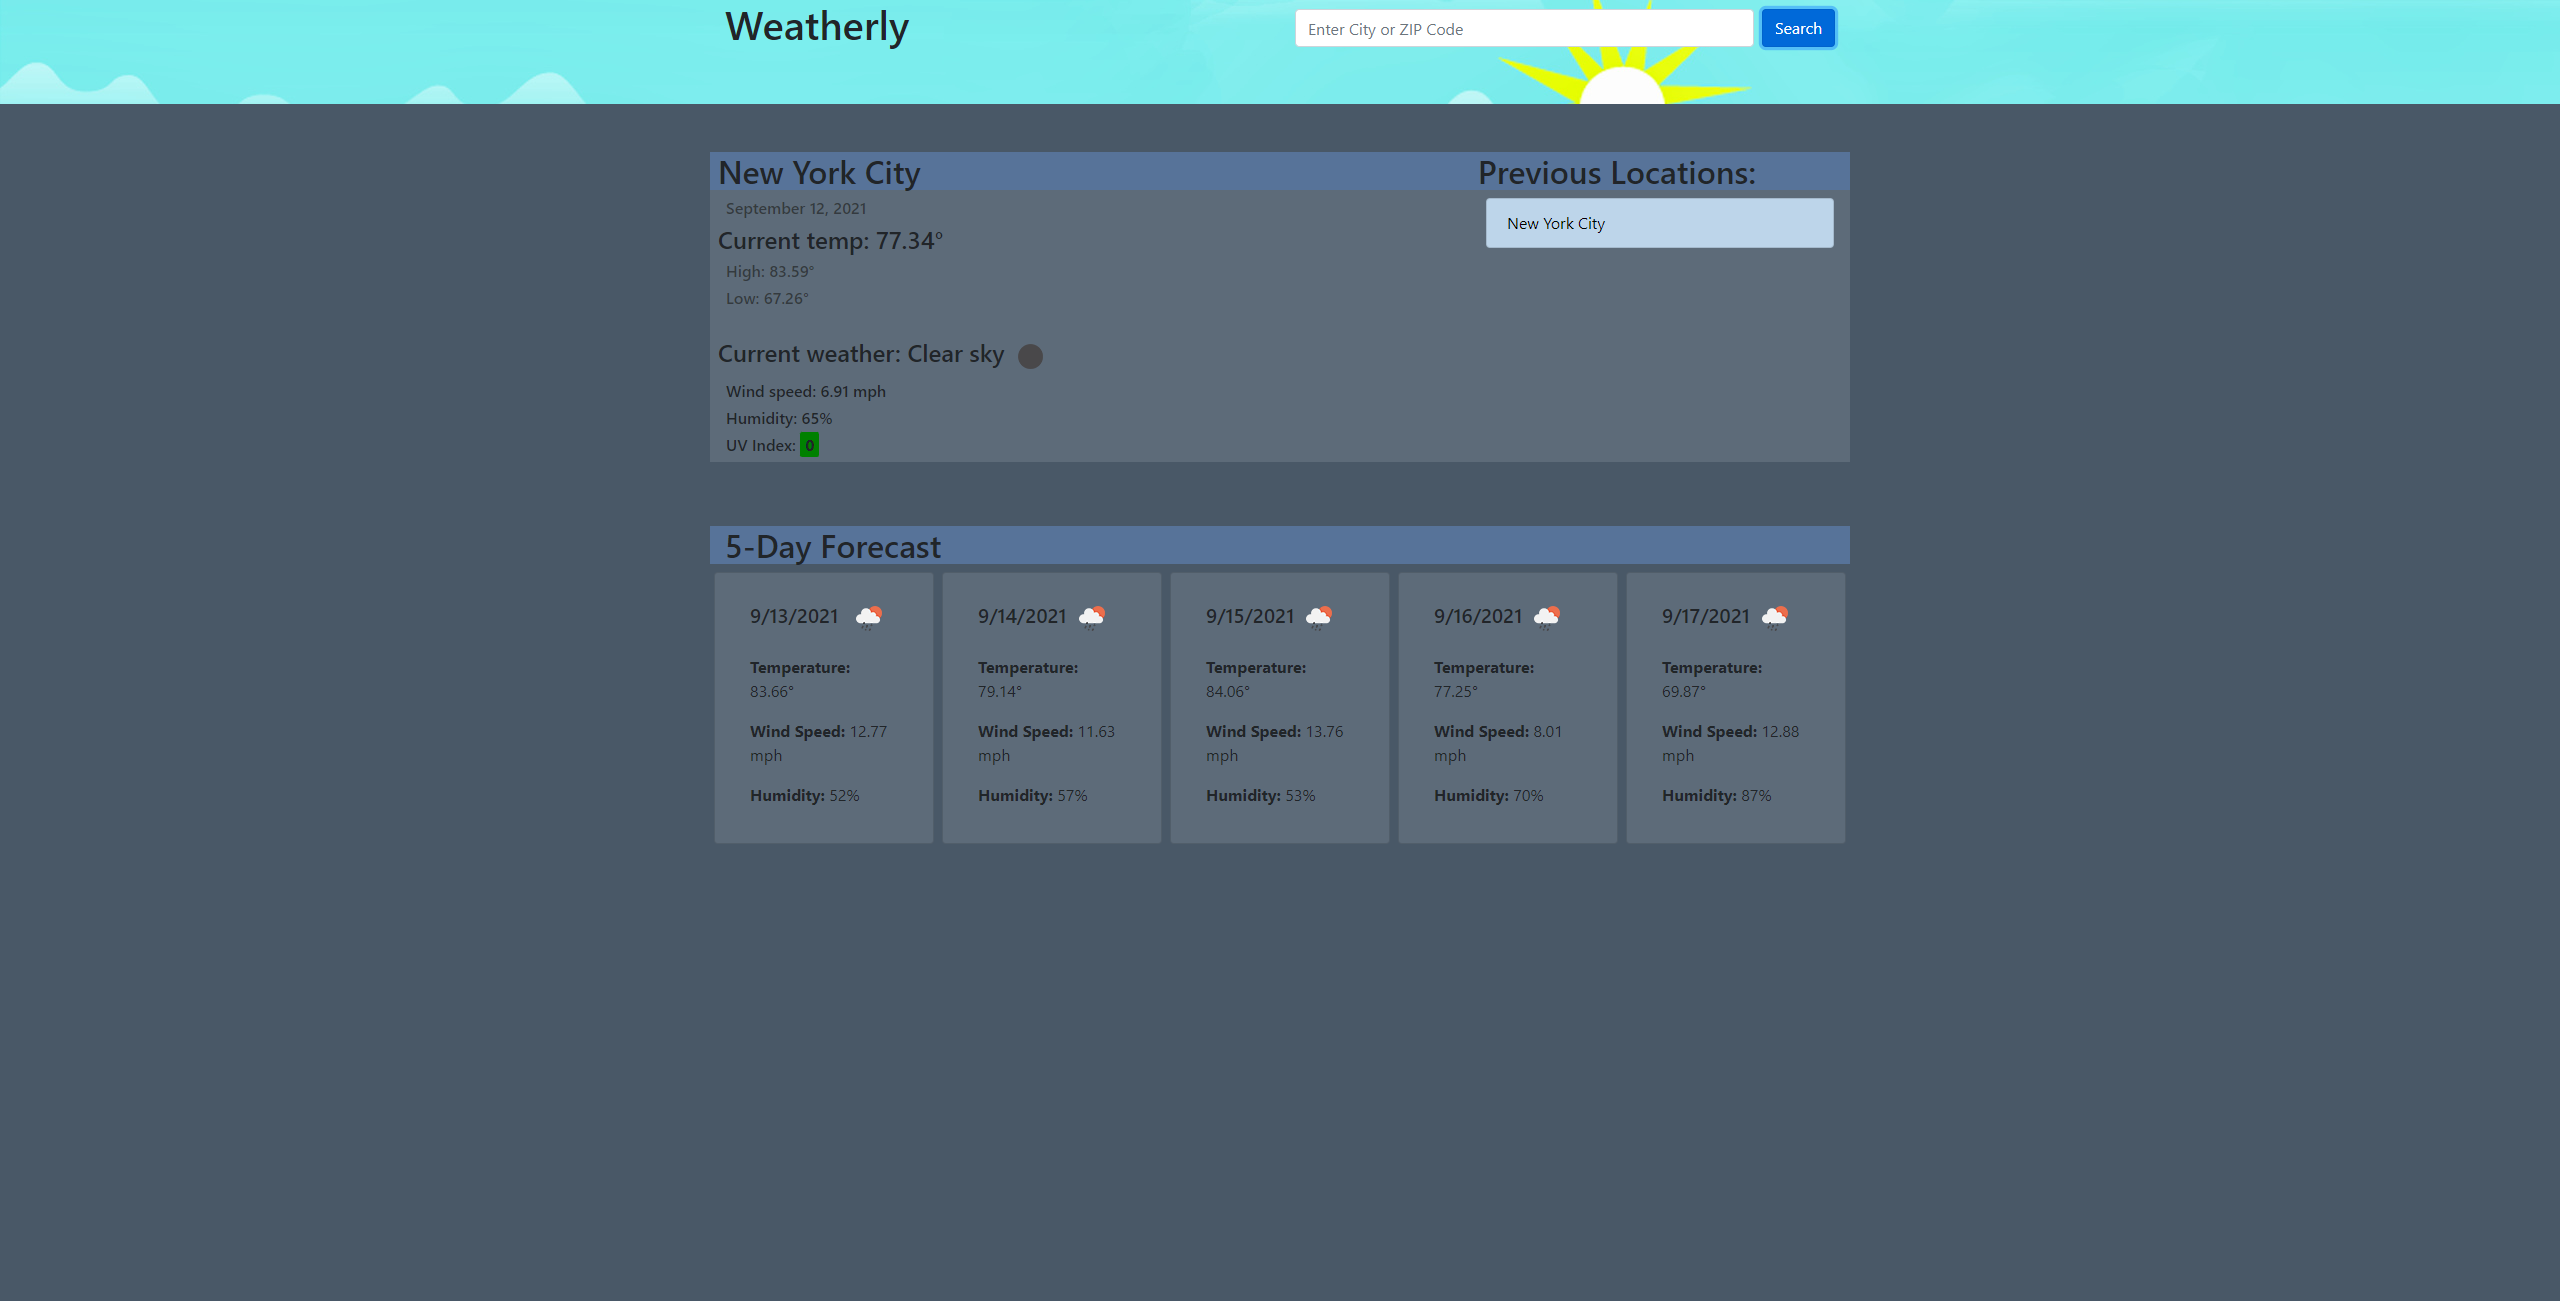 Weatherly
Enter City or ZIP Code
Search
New York City
September 12, 2021
Current temp: 77.34°
High: 83.59°
Low: 67.26°
Current weather: Clear sky
Wind speed: 6.91 mph
Humidity: 65%
UV Index: 0
Previous Locations:
New York City
5-Day Forecast
9/13/2021
Temperature:
83.66°
Wind Speed: 12.77
mph
Humidity: 52%
9/14/2021
Temperature:
79.14°
Wind Speed: 11.63
mph
Humidity: 57%
9/15/2021
Temperature:
84.06°
Wind Speed: 13.76
mph
Humidity: 53%
9/16/2021
Temperature:
77.25°
Wind Speed: 8.01
mph
Humidity: 70%
9/17/2021
Temperature:
69.87°
Wind Speed: 12.88
mph
Humidity: 87%